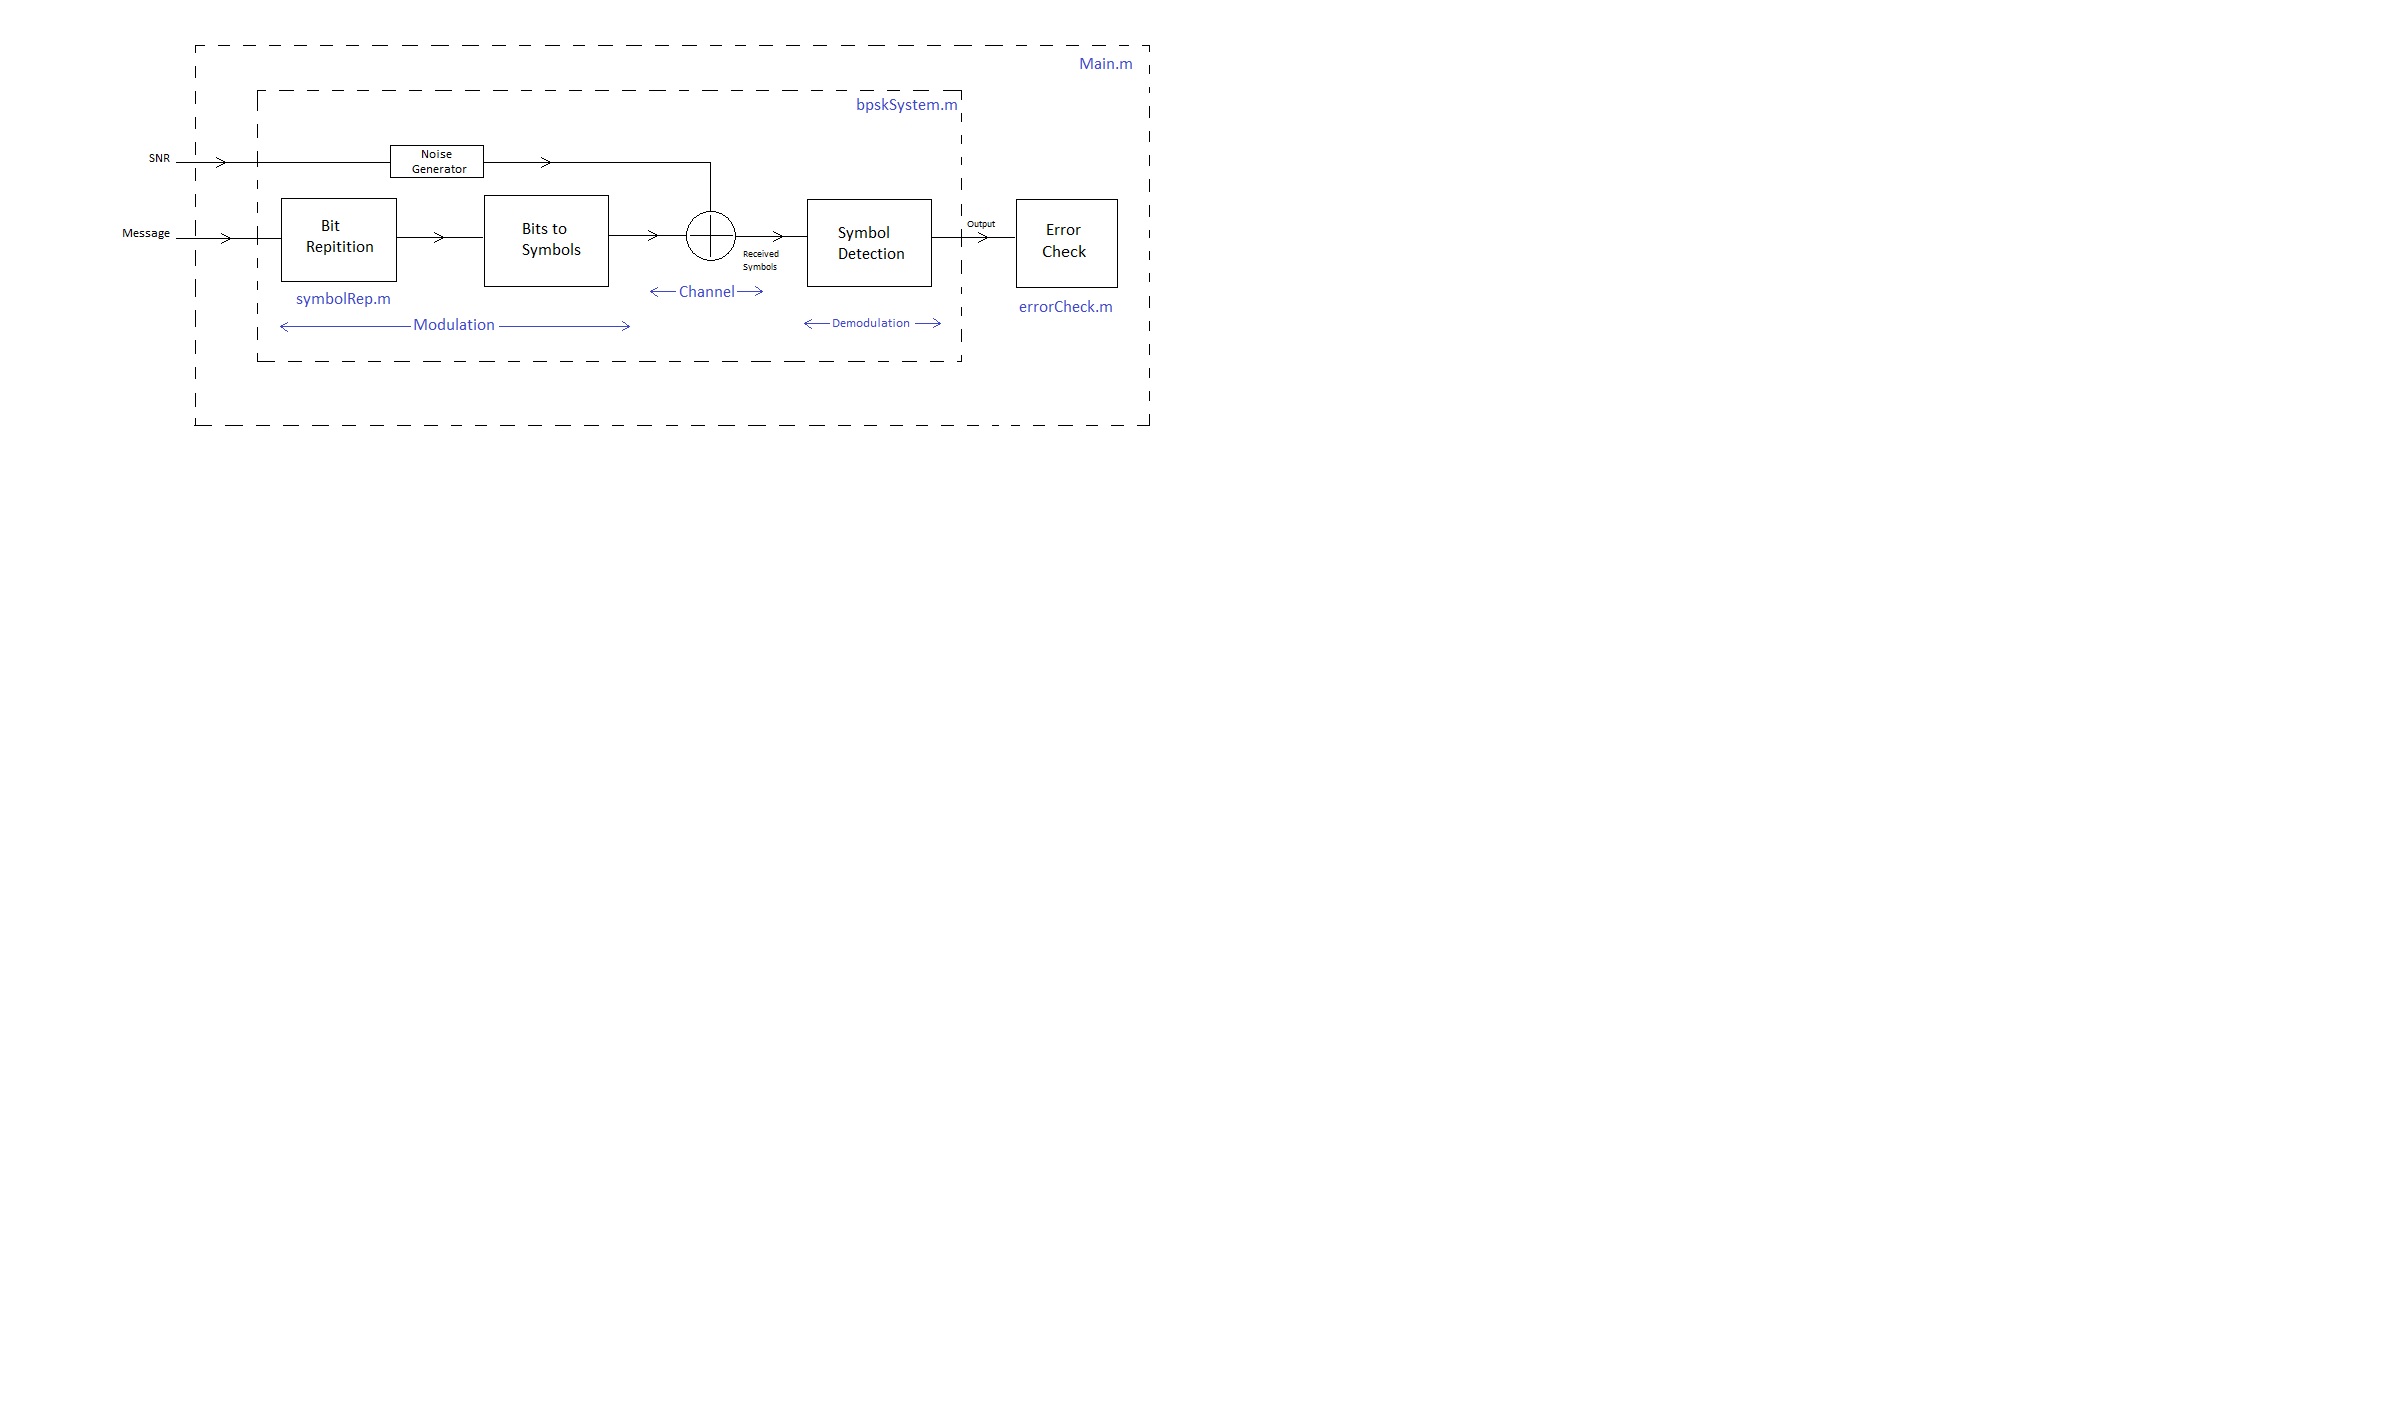 Main.m
bpskSystem.m
SNR
Noise
Generator
Message
Bit
Repitition
Bits to
Symbols
Received
Symbols
Symbol
Detection
Output
Error
Check
symbolRep.m
Channel
errorCheck.m
Modulation
Demodulation